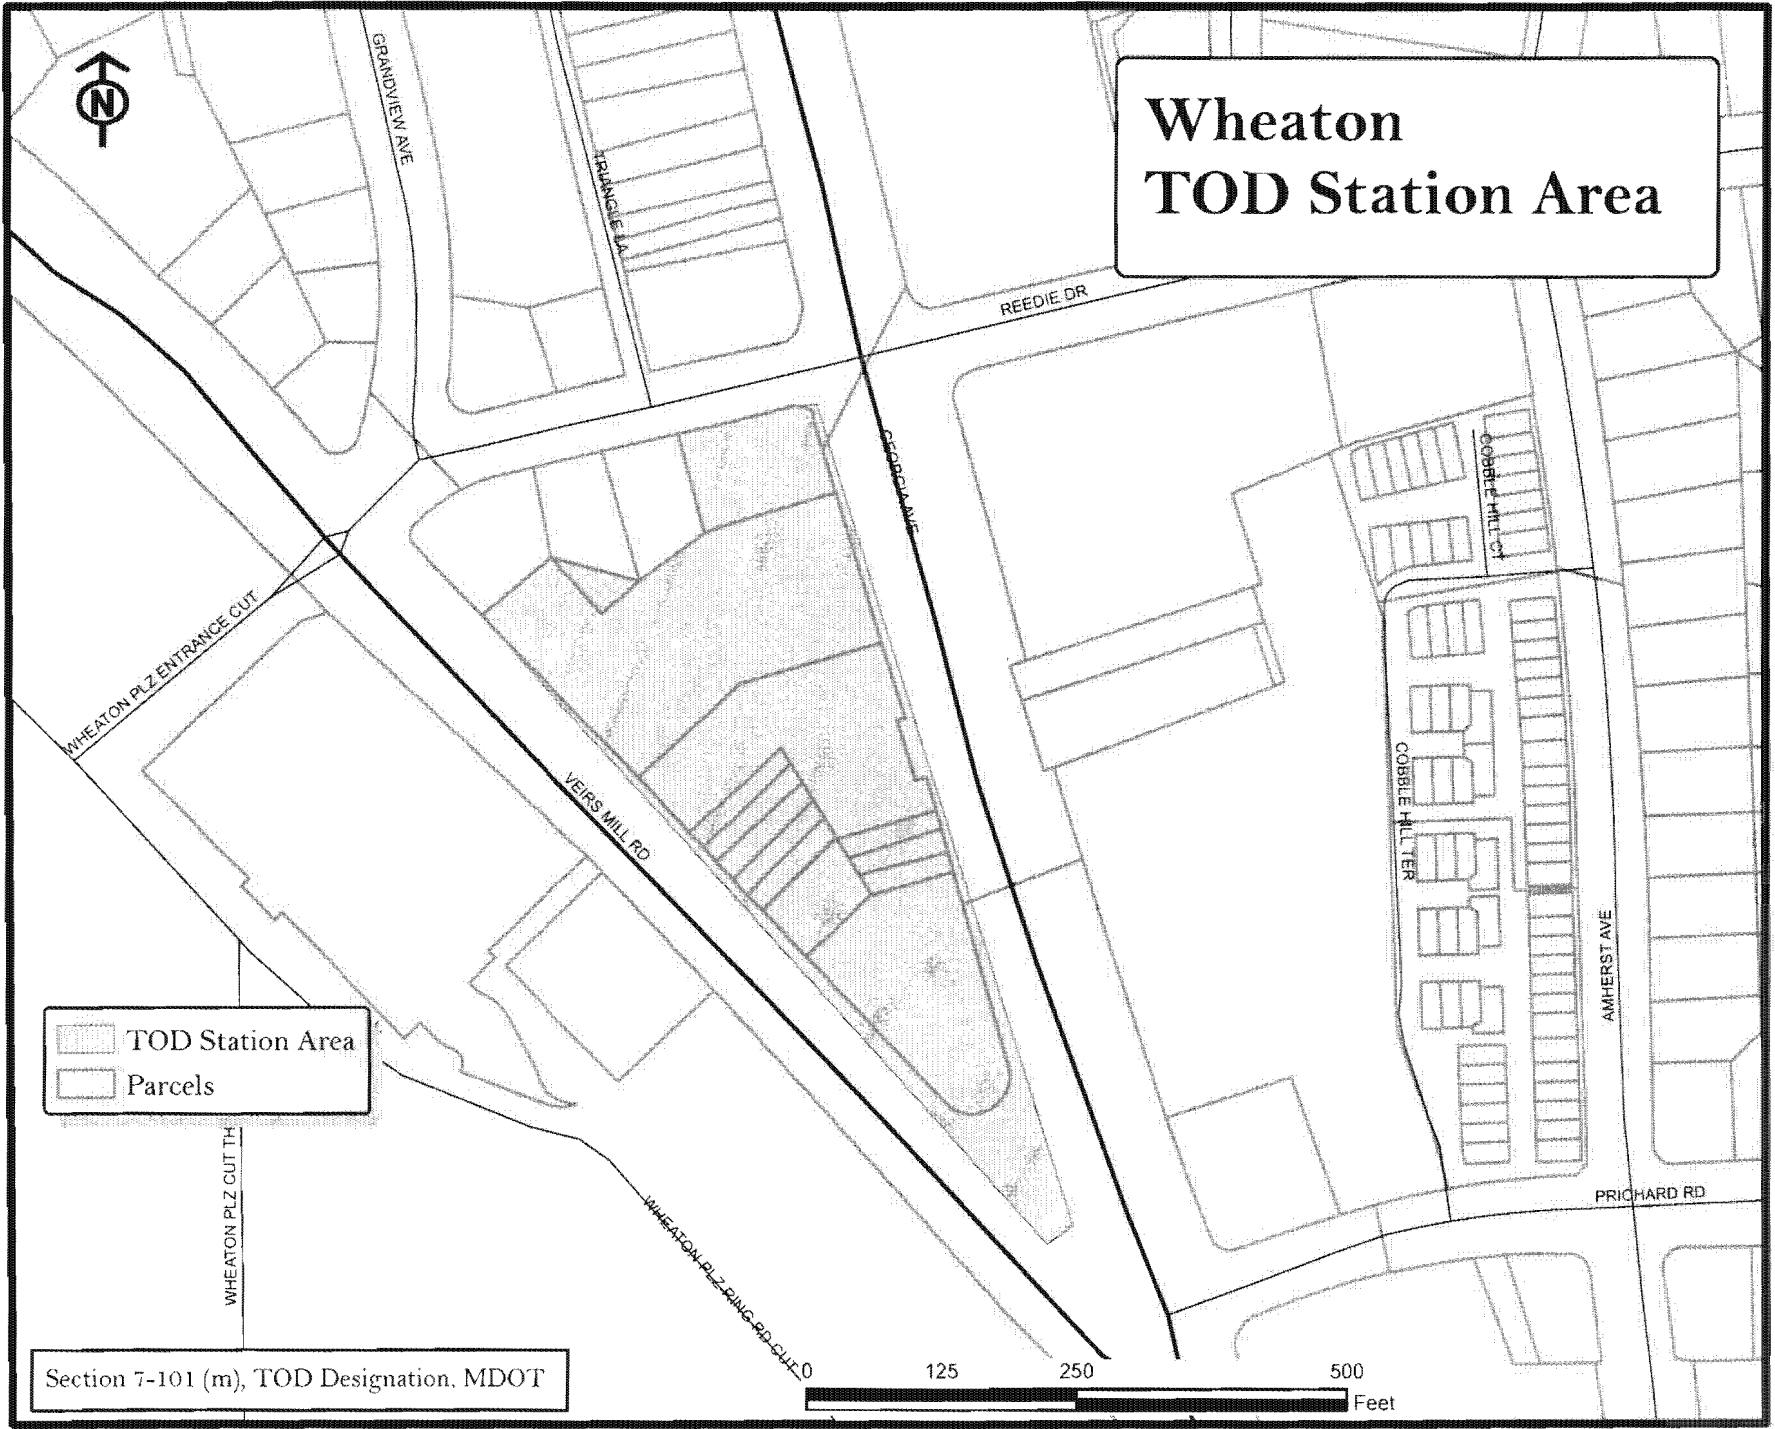 N
GRANDVIEW AVE
TRIANGLE LA
Wheaton
TOD Station Area
REEDIE DR
GEORGIA AVE
COBBLE HILL CT
WHEATON PLZ ENTRANCE CUT
VEIRS MILL RD
COBBLE HILL TER
AMHERST AVE
TOD Station Area
Parcels
WHEATON PLZ CUT TH
WHEATON PLZ RING RD CUT
PRICHARD RD
Section 7-101 (m), TOD Designation, MDOT
0 125 250 500
Feet